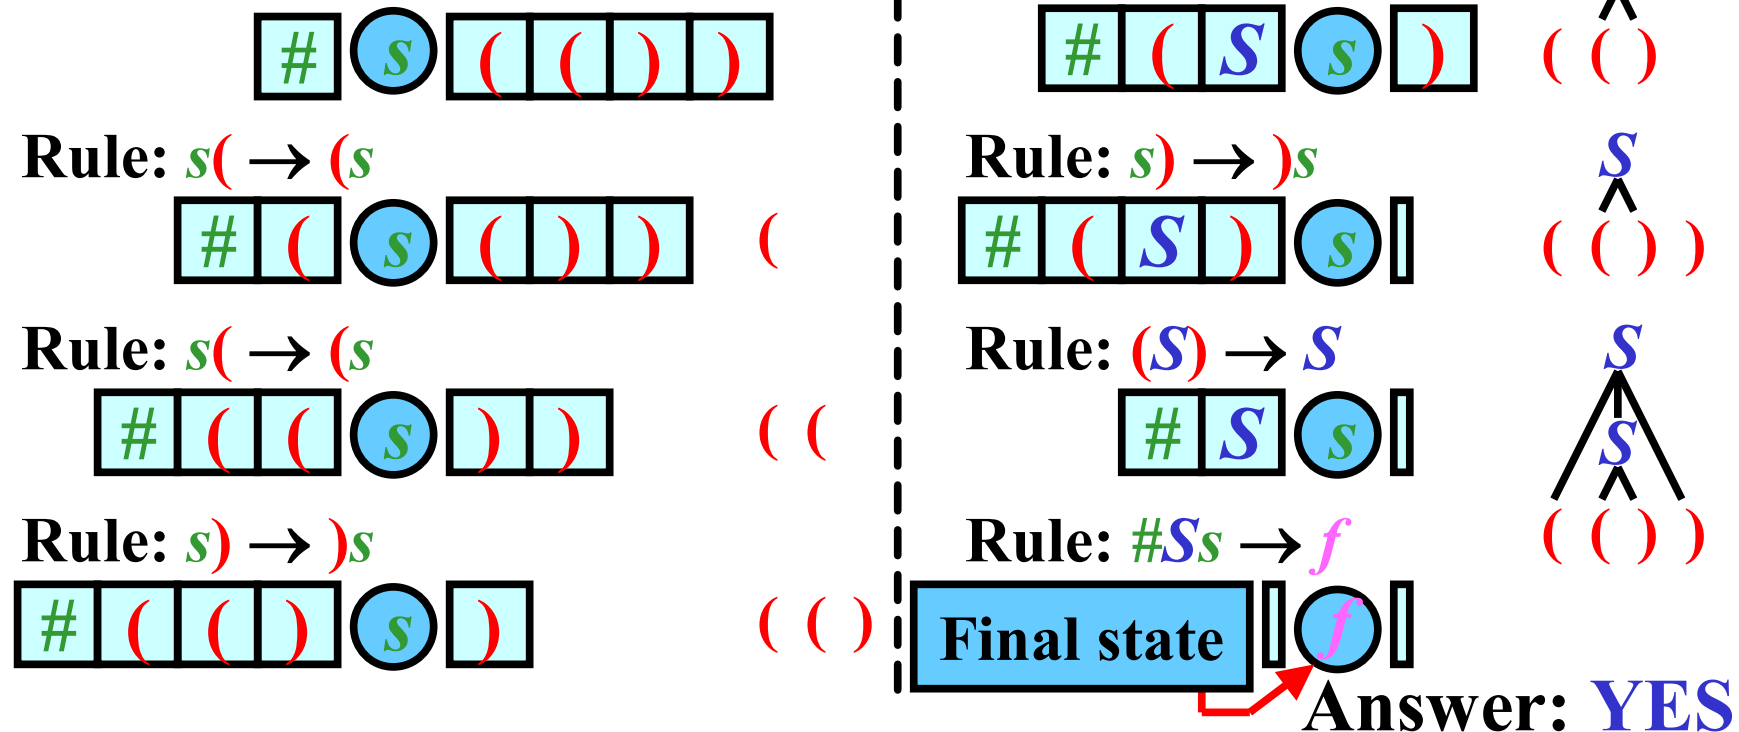 # s ( ( ) )
Rule: s( → (s
# ( s ( ) ) (
Rule: s( → (s
# ( ( s ) ) ( (
Rule: s) → )s
# ( ( ) s ) ( ( )
# ( S s ) ( ( )
Rule: s) → )s
S
# ( S ) s ( ( ) )
Rule: (S) → S
S
# S s
S
Rule: #Ss → f
( ( ) )
Final state f
Answer: YES